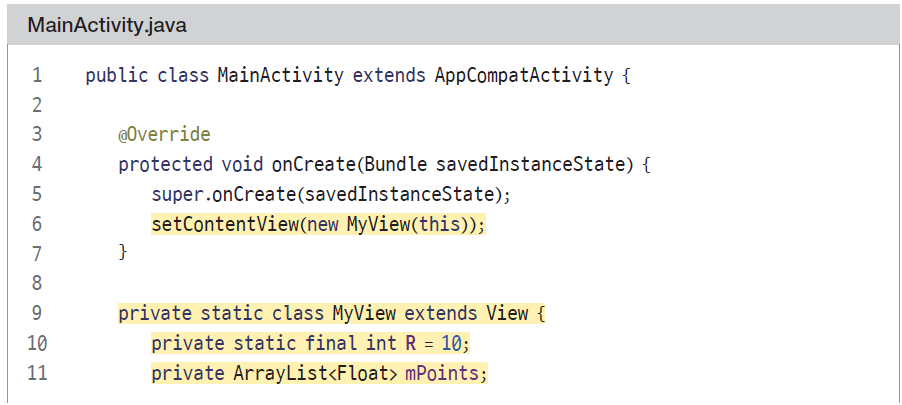 MainActivity.java
1 public class MainActivity extends AppCompatActivity {
2
3 @Override
4 protected void onCreate(Bundle savedInstanceState) {
5 super.onCreate(savedInstanceState);
6 setContentView(new MyView(this));
7 }
8
9 private static class MyView extends View {
10 private static final int R = 10;
11 private ArrayList<Float> mPoints;